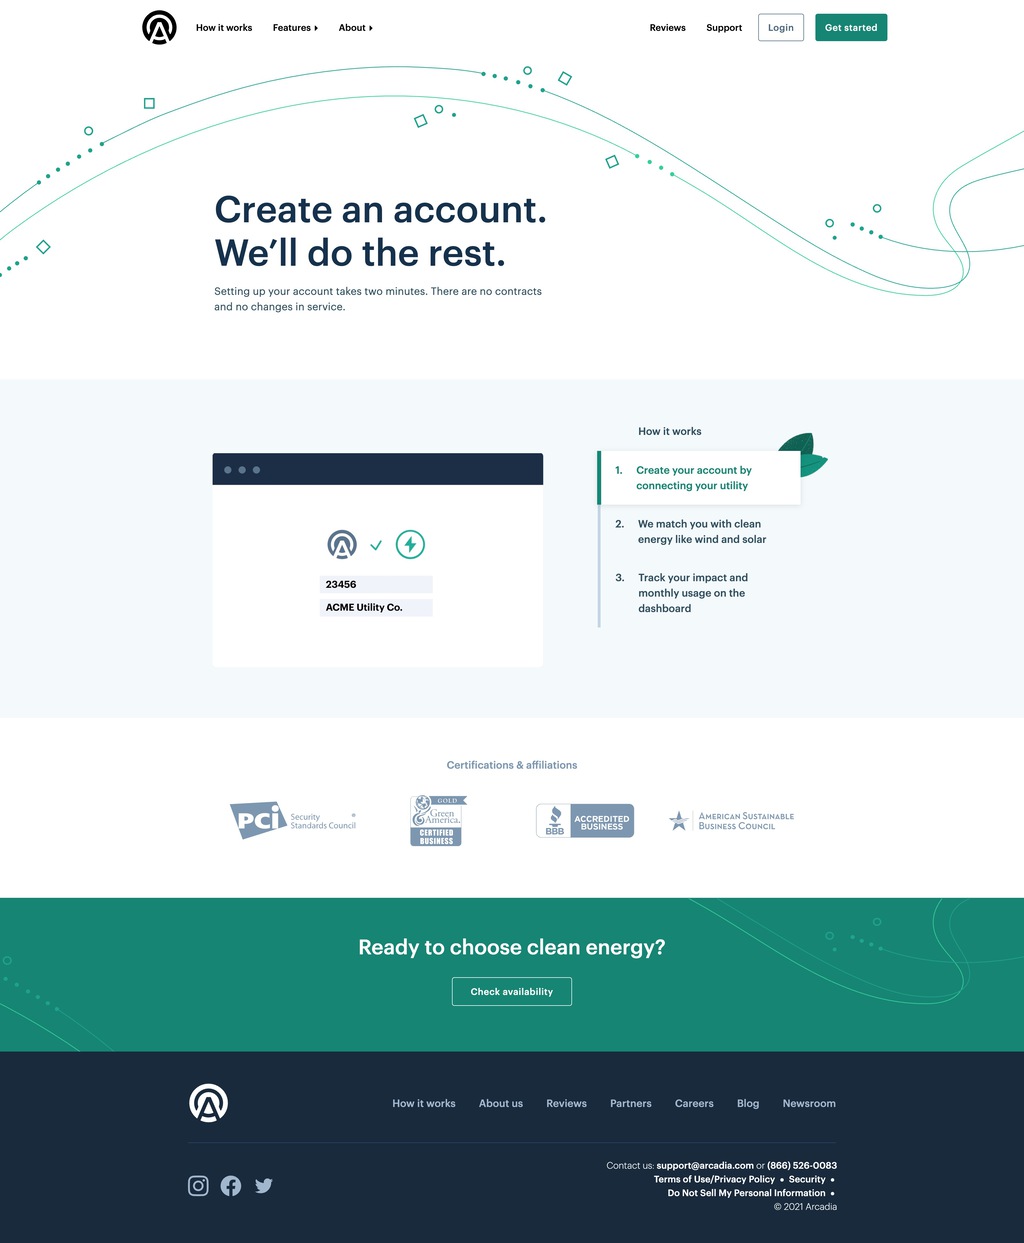 How it works Features About Reviews Support Login Get started
Create an account.
We’ll do the rest.
Setting up your account takes two minutes. There are no contracts
and no changes in service.
How it works
1. Create your account by
connecting your utility
2. We match you with clean
energy like wind and solar
3. Track your impact and
monthly usage on the
dashboard
23456
ACME Utility Co.
Certifications & affiliations
PCi Security
Standards Council
GOLD
Green
America.
CERTIFIED
BUSINESS
BBB
ACCREDITED
BUSINESS
AMERICAN SUSTAINABLE
BUSINESS COUNCIL
Ready to choose clean energy?
Check availability
How it works About us Reviews Partners Careers Blog Newsroom
Contact us: support@arcadia.com or (866) 526-0083
Terms of Use/Privacy Policy • Security •
Do Not Sell My Personal Information •
© 2021 Arcadia